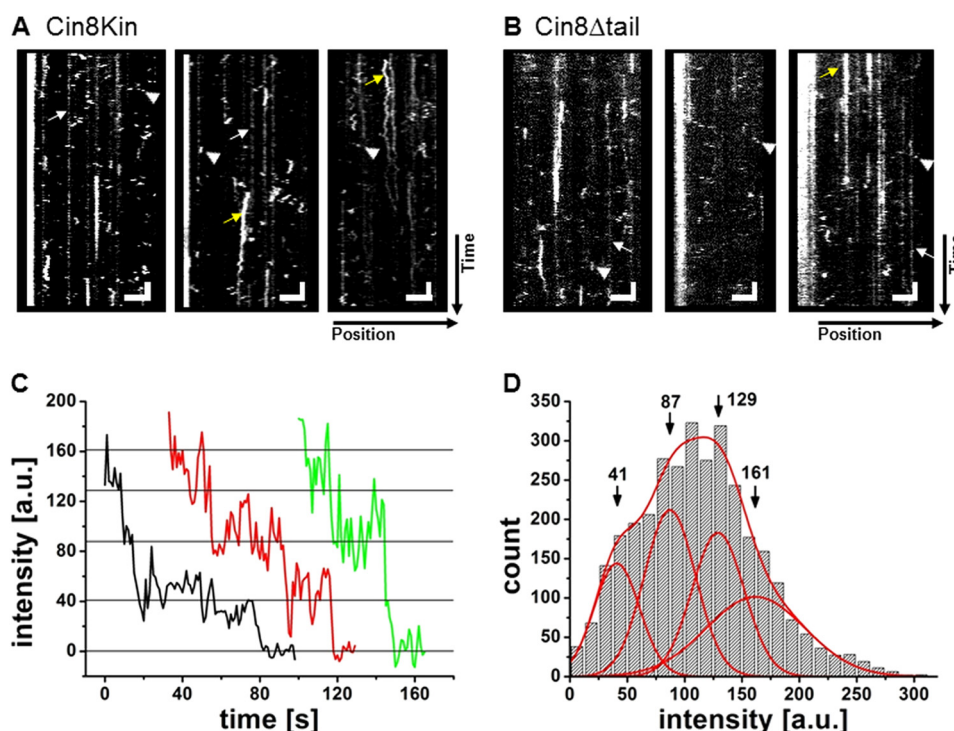 A Cin8Kin
B Cin8Δtail
Time
Position
Time
Position
C
200
160
120
80
40
0
intensity [a.u.]
0 40 80 120 160
time [s]
D
350
300
250
200
150
100
50
0
count
41
87
129
161
0 50 100 150 200 250 300
intensity [a.u.]